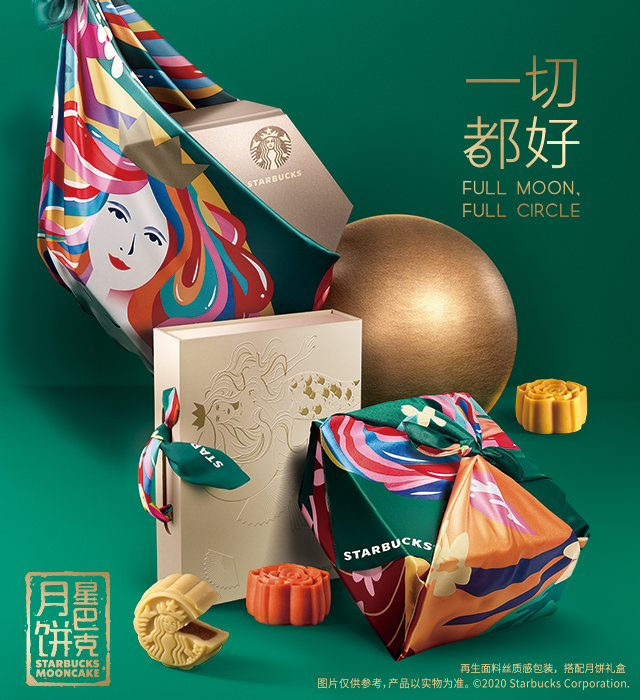 一切
都好
FULL MOON,
FULL CIRCLE
STARBUCKS
STARBUCKS
STARBUCKS
星巴克
月饼
STARBUCKS
MOONCAKE
再生面料丝质感包装，搭配月饼礼盒
图片仅供参考，产品以实物为准。©2020 Starbucks Corporation.